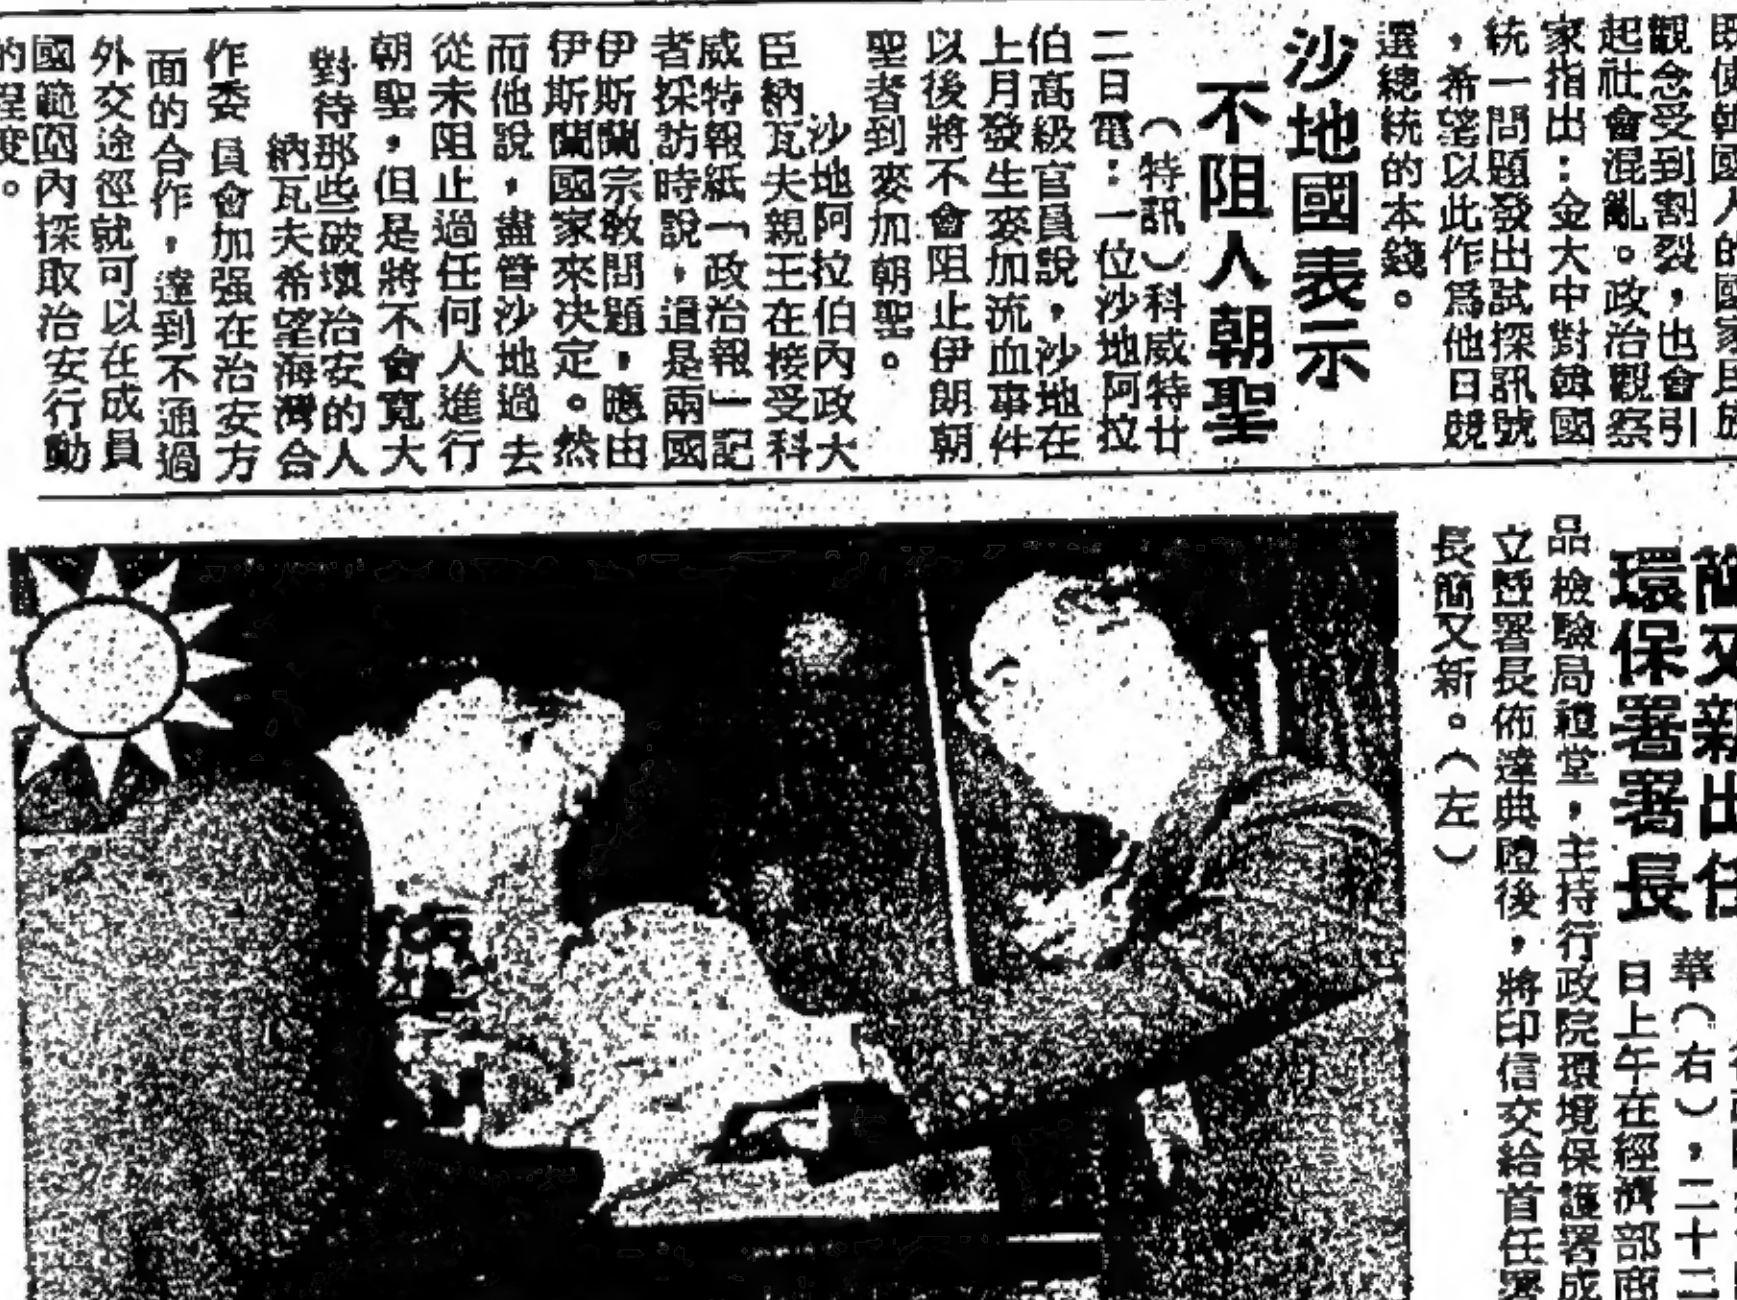 觀念受到割裂，也會引
起社會混亂。政治觀察
家指出：金大中對韓國
統一問題發出試探訊號
，希望以此作爲他日競
選總統的本錢。
沙地國表示
不阻人朝聖
（特訊）科威特廿
二日電：一位沙地阿拉
伯高級官員說，沙地在
上月發生麥加流血事件
以後將不會阻止伊朗朝
聖者到麥加朝聖。
沙地阿拉伯內政大
臣納瓦夫親王在接受科
威特報紙「政治報」記
者採訪時說，這是兩國
伊斯蘭宗教問題，應由
伊斯蘭國家來决定。然
而他說，盡管沙地過去
從未阻止過任何人進行
朝聖，但是將不會寬大
對待那些破壞治安的人
納瓦夫希望海灣合
作委員會加强在治安方
面的合作，達到不通過
外交途徑就可以在成員
國範圍內採取治安行動
的程度。
簡又新出任
環保署署長
華（右），二十二
日上午在經濟部商
品檢驗局禮堂，主持行政院環境保護署成
立暨署長佈達典禮後，將印信交給首任署
長簡又新。（左）